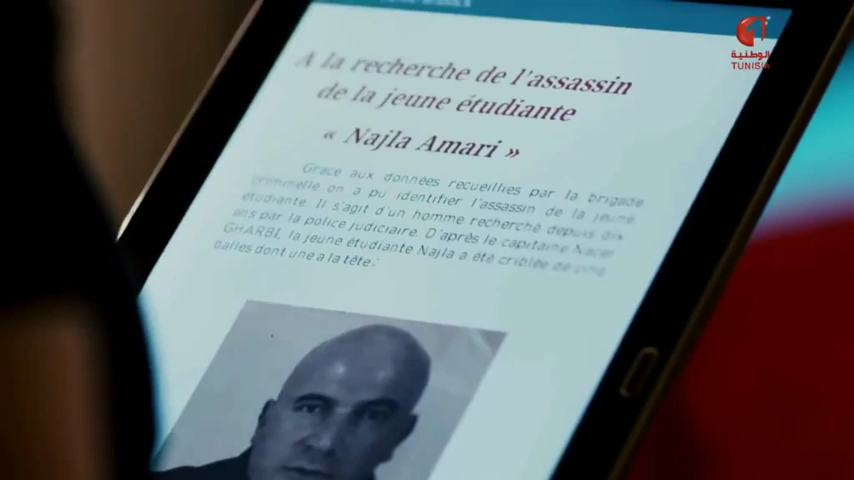 A la recherche de l'assassin
de la jeune étudiante
« Najla Amari »
Grace aux données recueillies par la brigade
criminelle on a pu identifier l'assassin de la jeune
étudiante. Il s'agit d'un homme recherché depuis dix
ans par la police judiciaire. D'après le capitaine Nacer
GHARBI, la jeune étudiante Najla a été criblée de cinq
balles dont une a la tête.
الوطنية
TUNISIA